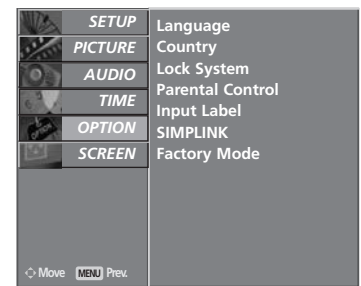 SETUP
PICTURE
AUDIO
TIME
OPTION
SCREEN
Move MENU Prev.
Language
Country
Lock System
Parental Control
Input Label
SIMPLINK
Factory Mode